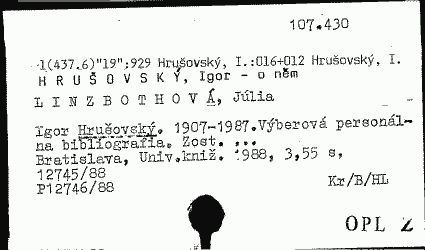 107.430
1(437.6)"19":929 Hrušovský, I.:016+012 Hrušovský, I.
HRUŠOVSKÝ, Igor - o něm
LINZBOTHOVÁ, Júlia
Igor Hrušovský. 1907-1987.Výberová personál-
na bibliografia. Zost. ...
Bratislava, Univ.kniž. 1988, 3,55 s,
12745/88
P12746/88
Kr/B/HL
OPL Z